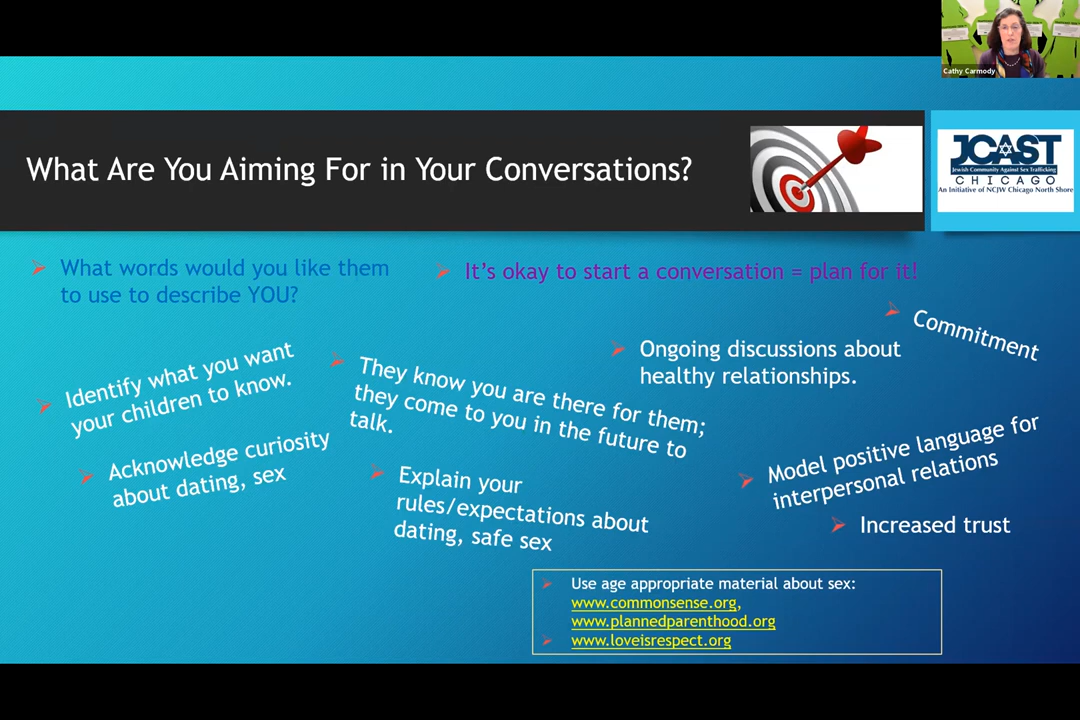 Cathy Carmody
What Are You Aiming For in Your Conversations?
JCAST
Jewish Community Against Sex Trafficking
CHICAGO
An Initiative of NCJW Chicago North Shore
What words would you like them
to use to describe YOU?
It's okay to start a conversation = plan for it!
Commitment
Identify what you want
your children to know.
They know you are there for them;
they come to you in the future to
talk.
Ongoing discussions about
healthy relationships.
Acknowledge curiosity
about dating, sex
Explain your
rules/expectations about
dating, safe sex
Model positive language for
interpersonal relations
Increased trust
Use age appropriate material about sex:
www.commonsense.org,
www.plannedparenthood.org
www.loveisrespect.org